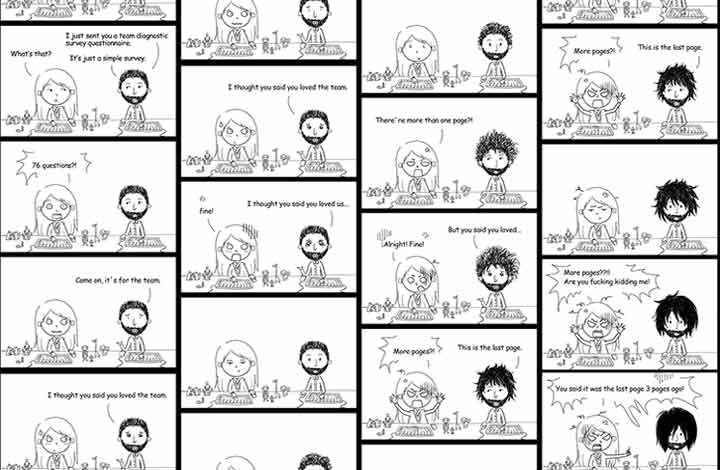 I just sent you a team diagnostic
survey questionnaire.
What's that?
It's just a simple survey.
76 questions?!
Come on, it's for the team.
I thought you said you loved the team.
I thought you said you loved the team.
I thought you said you loved us...
fine!
There're more than one page?!
But you said you loved...
Alright! Fine!
This is the last page.
More pages?!
This is the last page.
More pages?!
More pages??!!
Are you fucking kidding me!
You said it was the last page 3 pages ago!